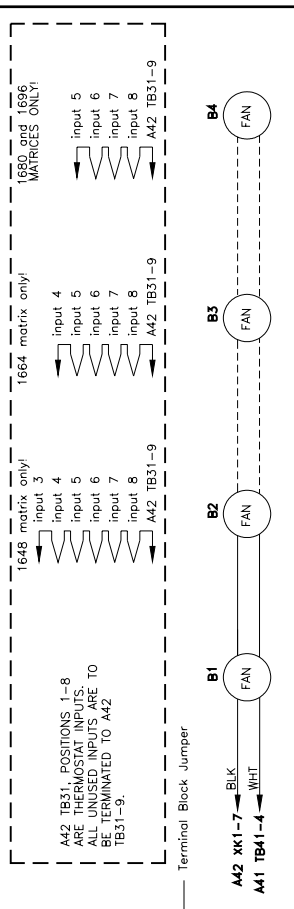 A42 TB31, POSITIONS 1-8
ARE THERMOSTAT INPUTS.
ALL UNUSED INPUTS ARE TO
BE TERMINATED TO A42
TB31-9.
1648 matrix only!
input 3
input 4
input 5
input 6
input 7
input 8
A42 TB31-9
1664 matrix only!
input 4
input 5
input 6
input 7
input 8
A42 TB31-9
1680 and 1696
MATRICES ONLY!
input 5
input 6
input 7
input 8
A42 TB31-9
Terminal Block Jumper
B1
B2
B3
B4
A42 XK1-7
BLK
A41 TB41-4
WHT
FAN
FAN
FAN
FAN